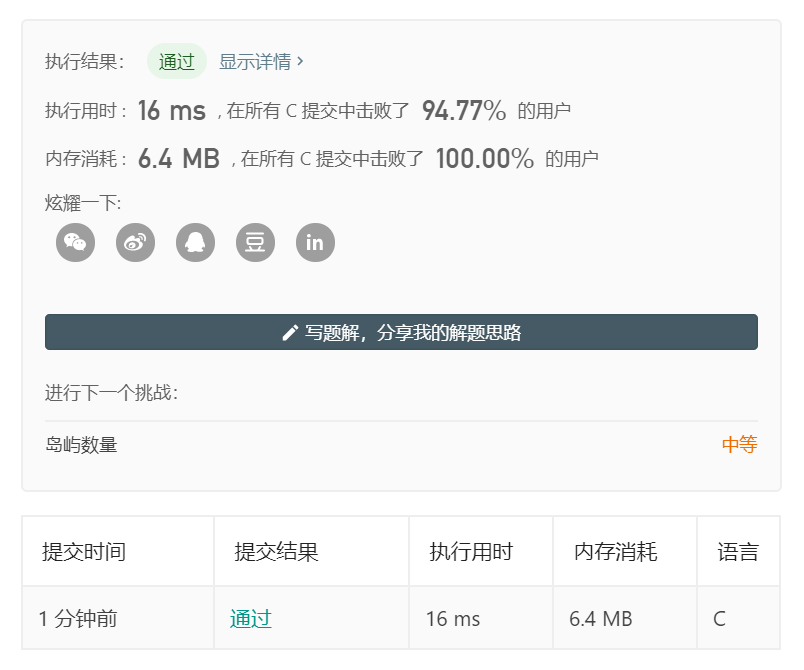 执行结果： 通过 显示详情 ›
执行用时 : 16 ms , 在所有 C 提交中击败了 94.77% 的用户
内存消耗 : 6.4 MB , 在所有 C 提交中击败了 100.00% 的用户
炫耀一下:
豆 in
写题解，分享我的解题思路
进行下一个挑战：
岛屿数量 中等
提交时间 提交结果 执行用时 内存消耗 语言
1 分钟前 通过 16 ms 6.4 MB C